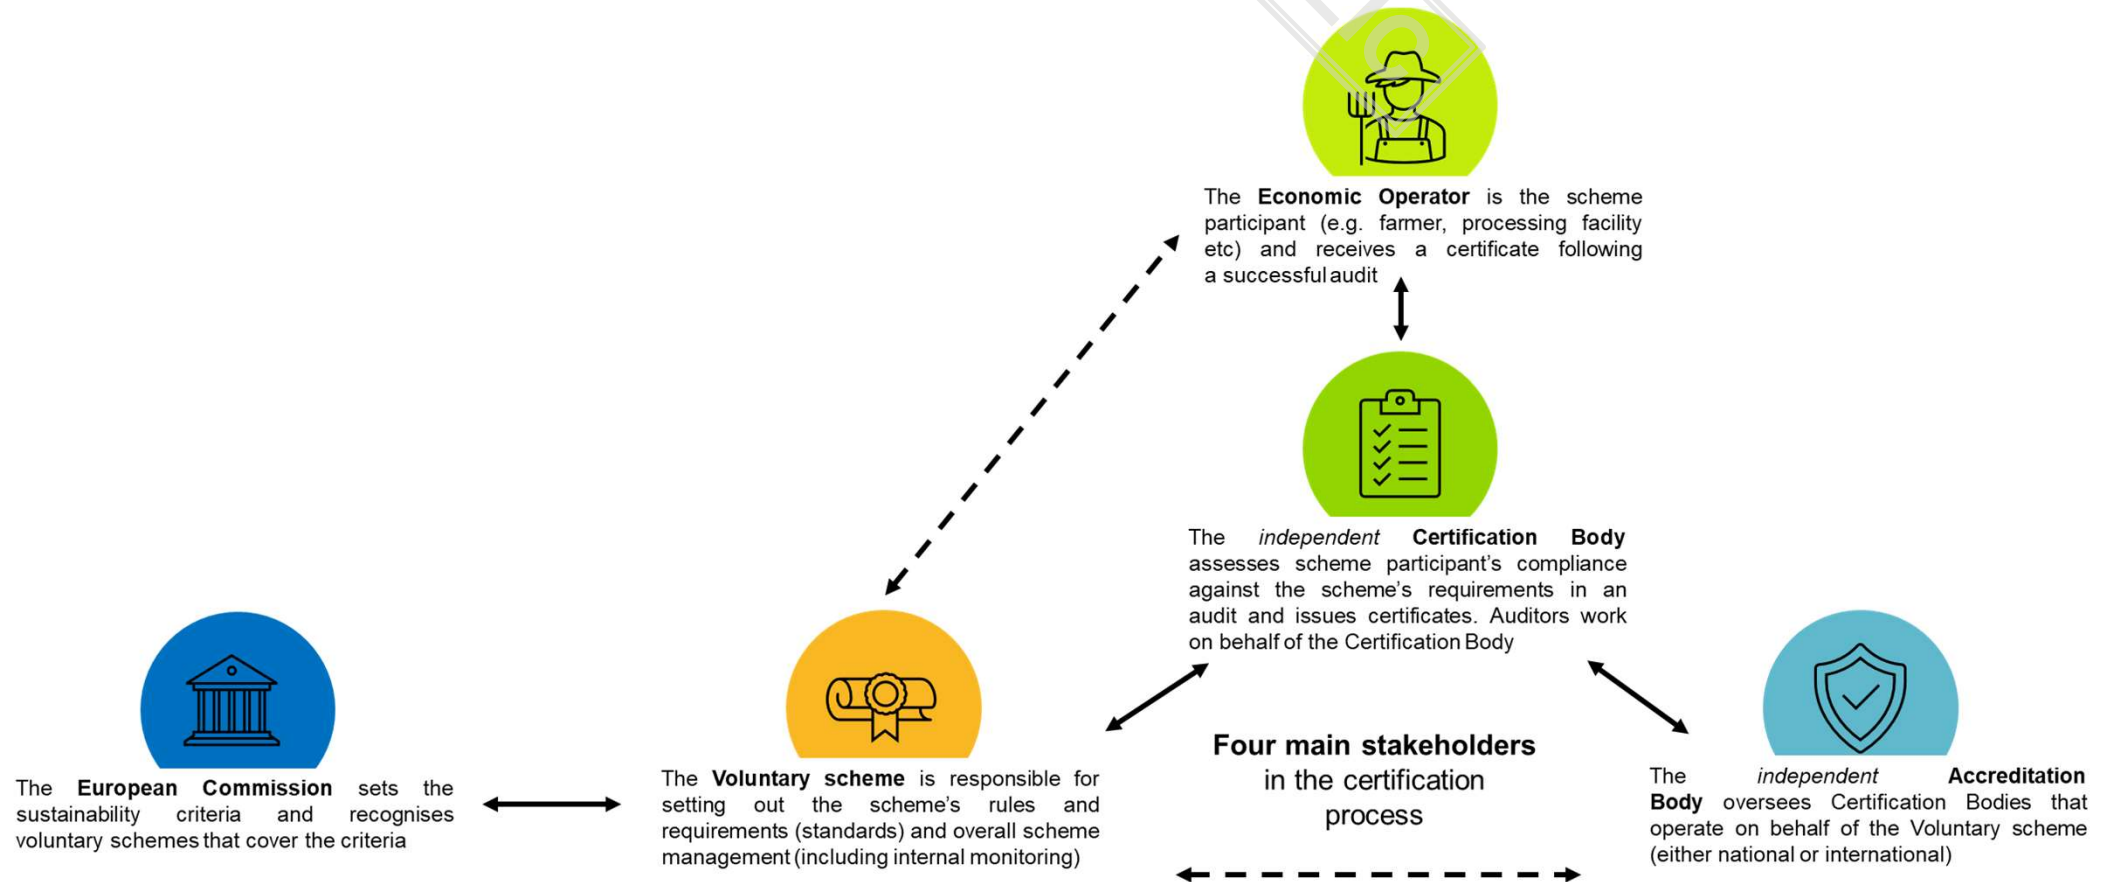 The Economic Operator is the scheme
participant (e.g. farmer, processing facility
etc) and receives a certificate following
a successful audit
The independent Certification Body
assesses scheme participant's compliance
against the scheme's requirements in an
audit and issues certificates. Auditors work
on behalf of the Certification Body
The European Commission sets the
sustainability criteria and recognises
voluntary schemes that cover the criteria
The Voluntary scheme is responsible for
setting out the scheme's rules and
requirements (standards) and overall scheme
management (including internal monitoring)
Four main stakeholders
in the certification
process
The independent Accreditation
Body oversees Certification Bodies that
operate on behalf of the Voluntary scheme
(either national or international)